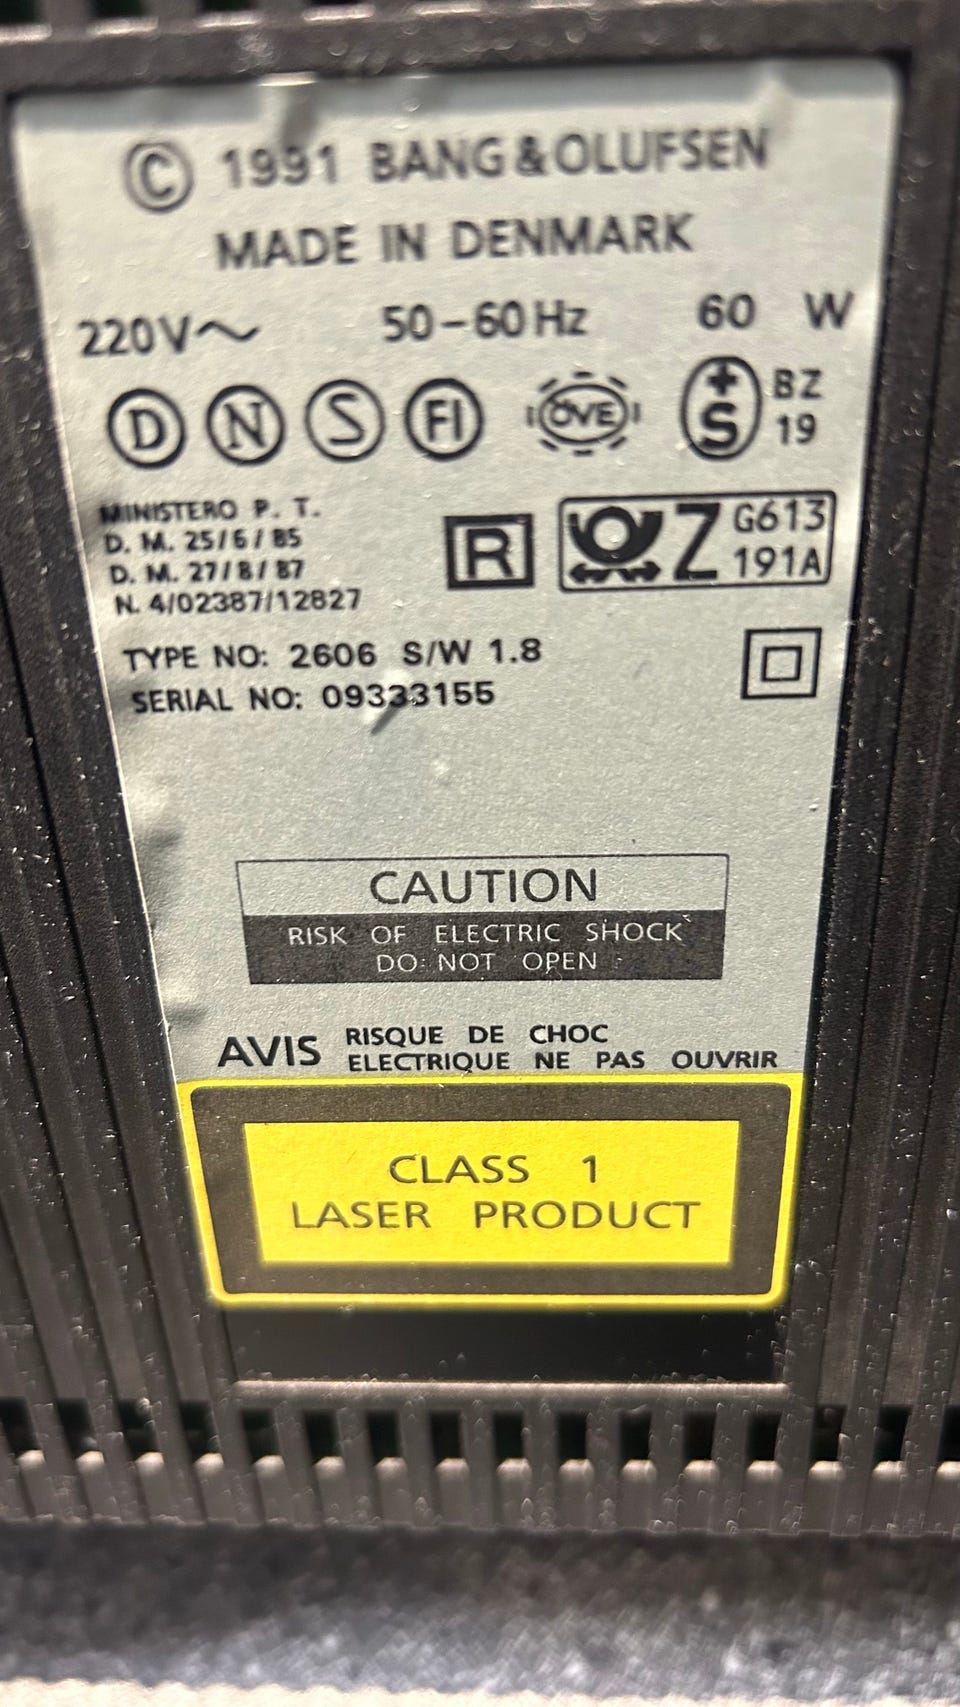 © 1991 BANG & OLUFSEN
MADE IN DENMARK
220V~ 50-60Hz 60 W
D N S FI ÖVE +S BZ 19
MINISTERO P. T.
D. M. 25/6/85
D. M. 27/8/87
N. 4/02387/12827
R Z G613
191A
TYPE NO: 2606 S/W 1.8
SERIAL NO: 09333155
CAUTION
RISK OF ELECTRIC SHOCK
DO NOT OPEN
AVIS RISQUE DE CHOC
ELECTRIQUE NE PAS OUVRIR
CLASS 1
LASER PRODUCT